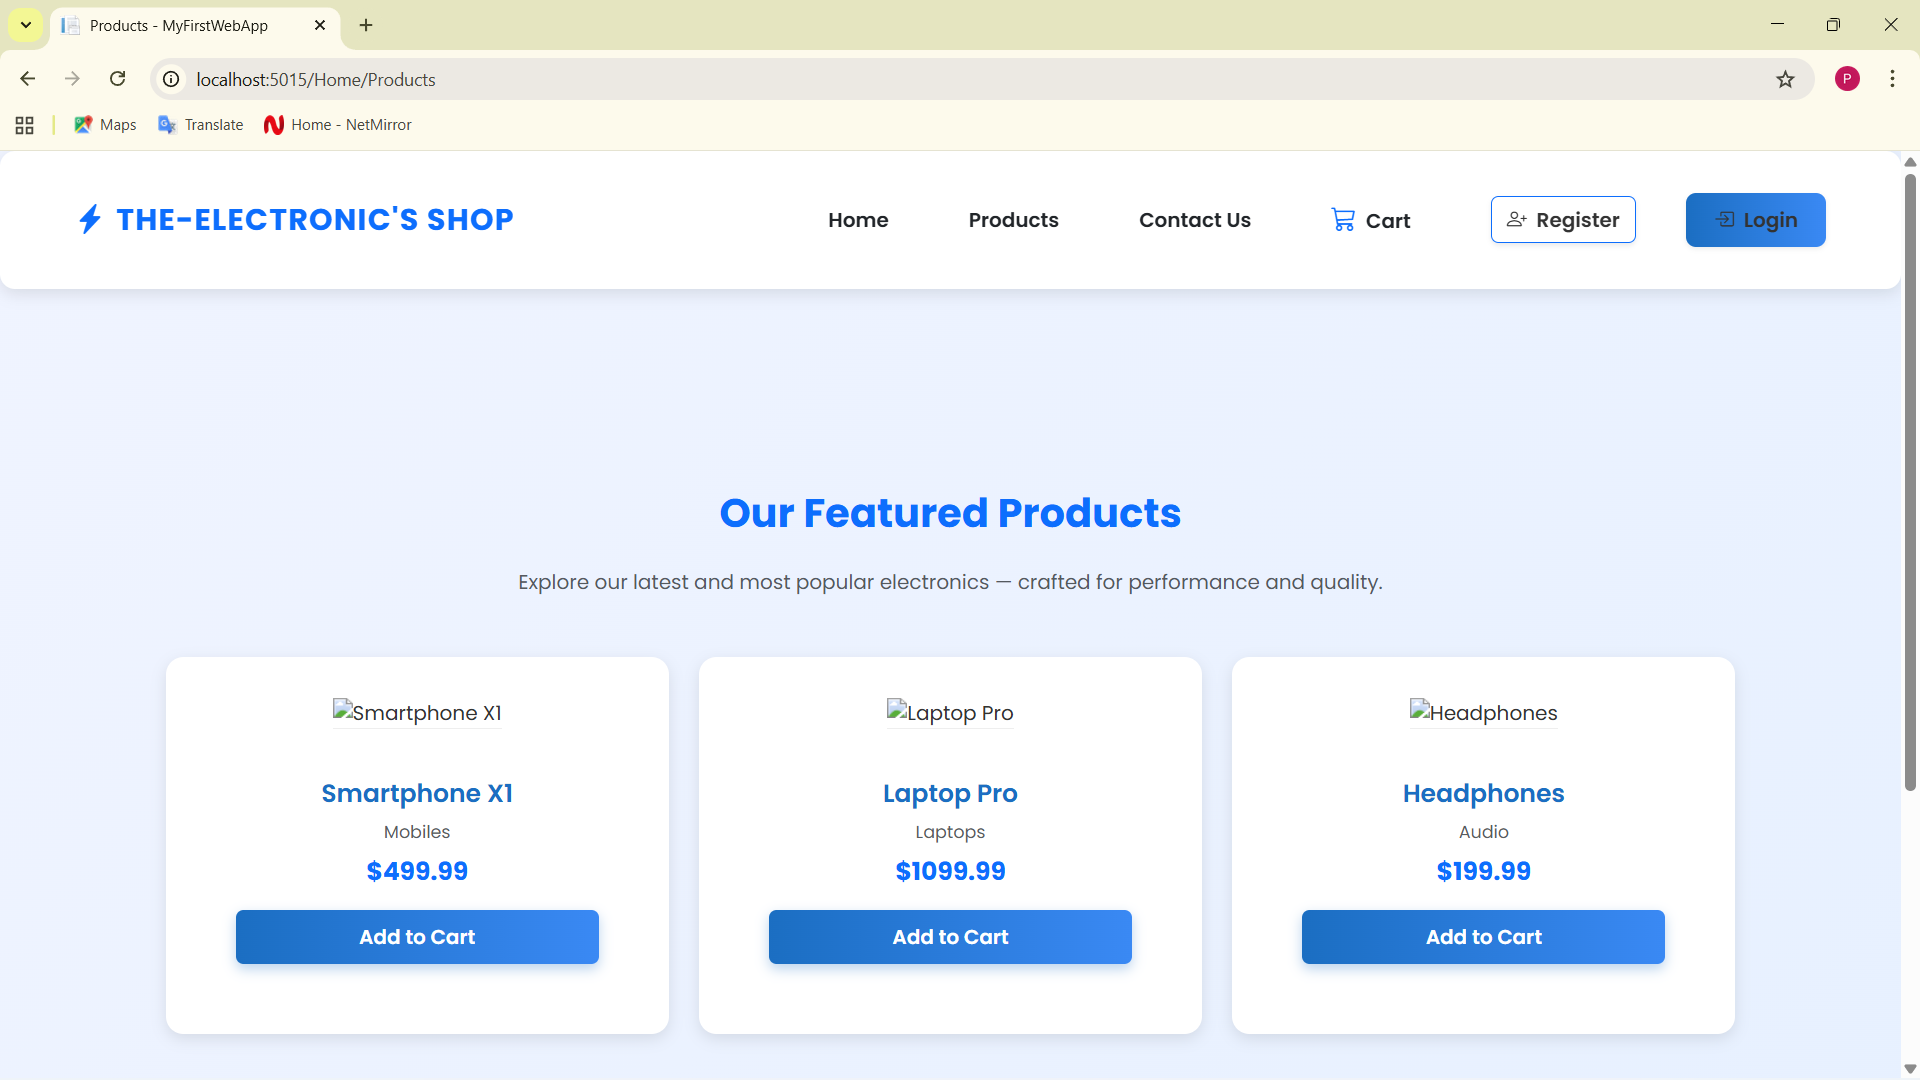 Products - MyFirstWebApp
localhost:5015/Home/Products
P
Maps Translate Home - NetMirror
THE-ELECTRONIC'S SHOP Home Products Contact Us Cart Register Login
Our Featured Products
Explore our latest and most popular electronics — crafted for performance and quality.
Smartphone X1 Laptop Pro Headphones
Smartphone X1 Laptop Pro Headphones
Mobiles Laptops Audio
$499.99 $1099.99 $199.99
Add to Cart Add to Cart Add to Cart